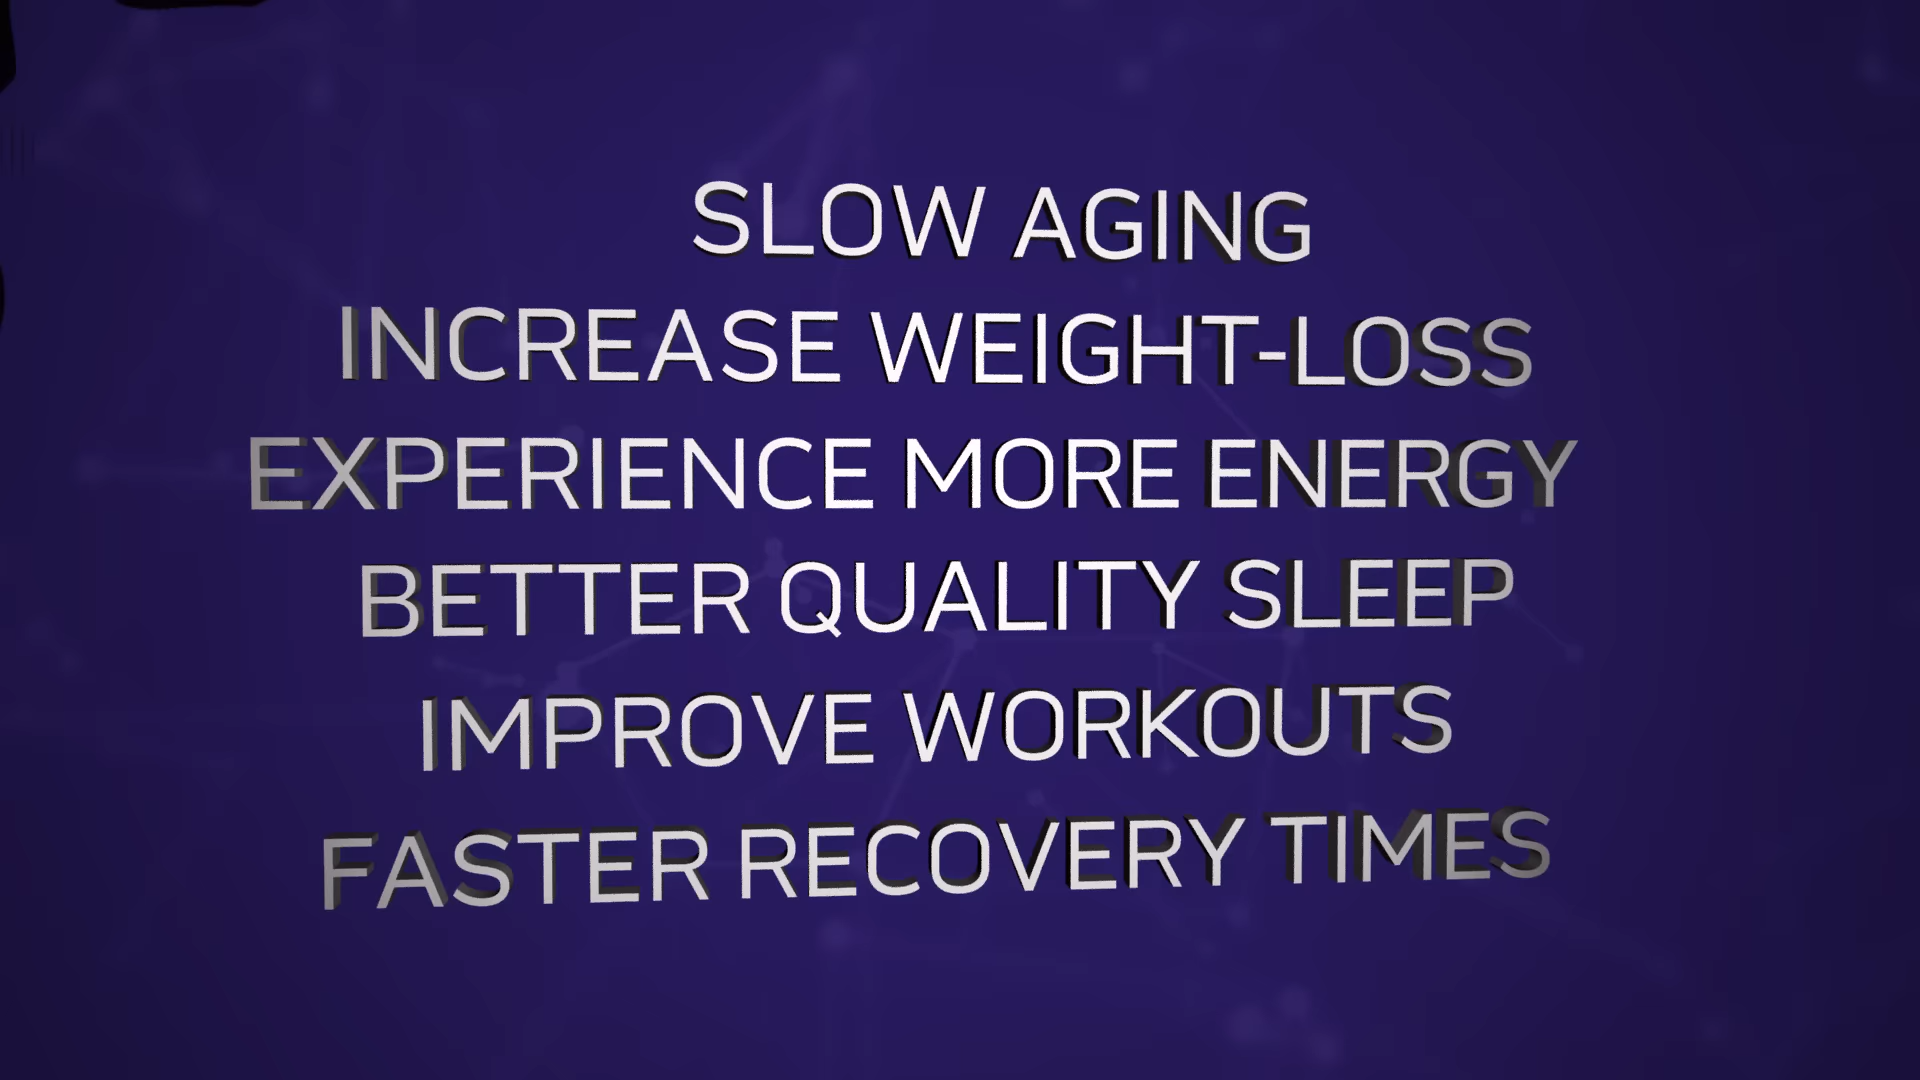 SLOW AGING
INCREASE WEIGHT-LOSS
EXPERIENCE MORE ENERGY
BETTER QUALITY SLEEP
IMPROVE WORKOUTS
FASTER RECOVERY TIMES